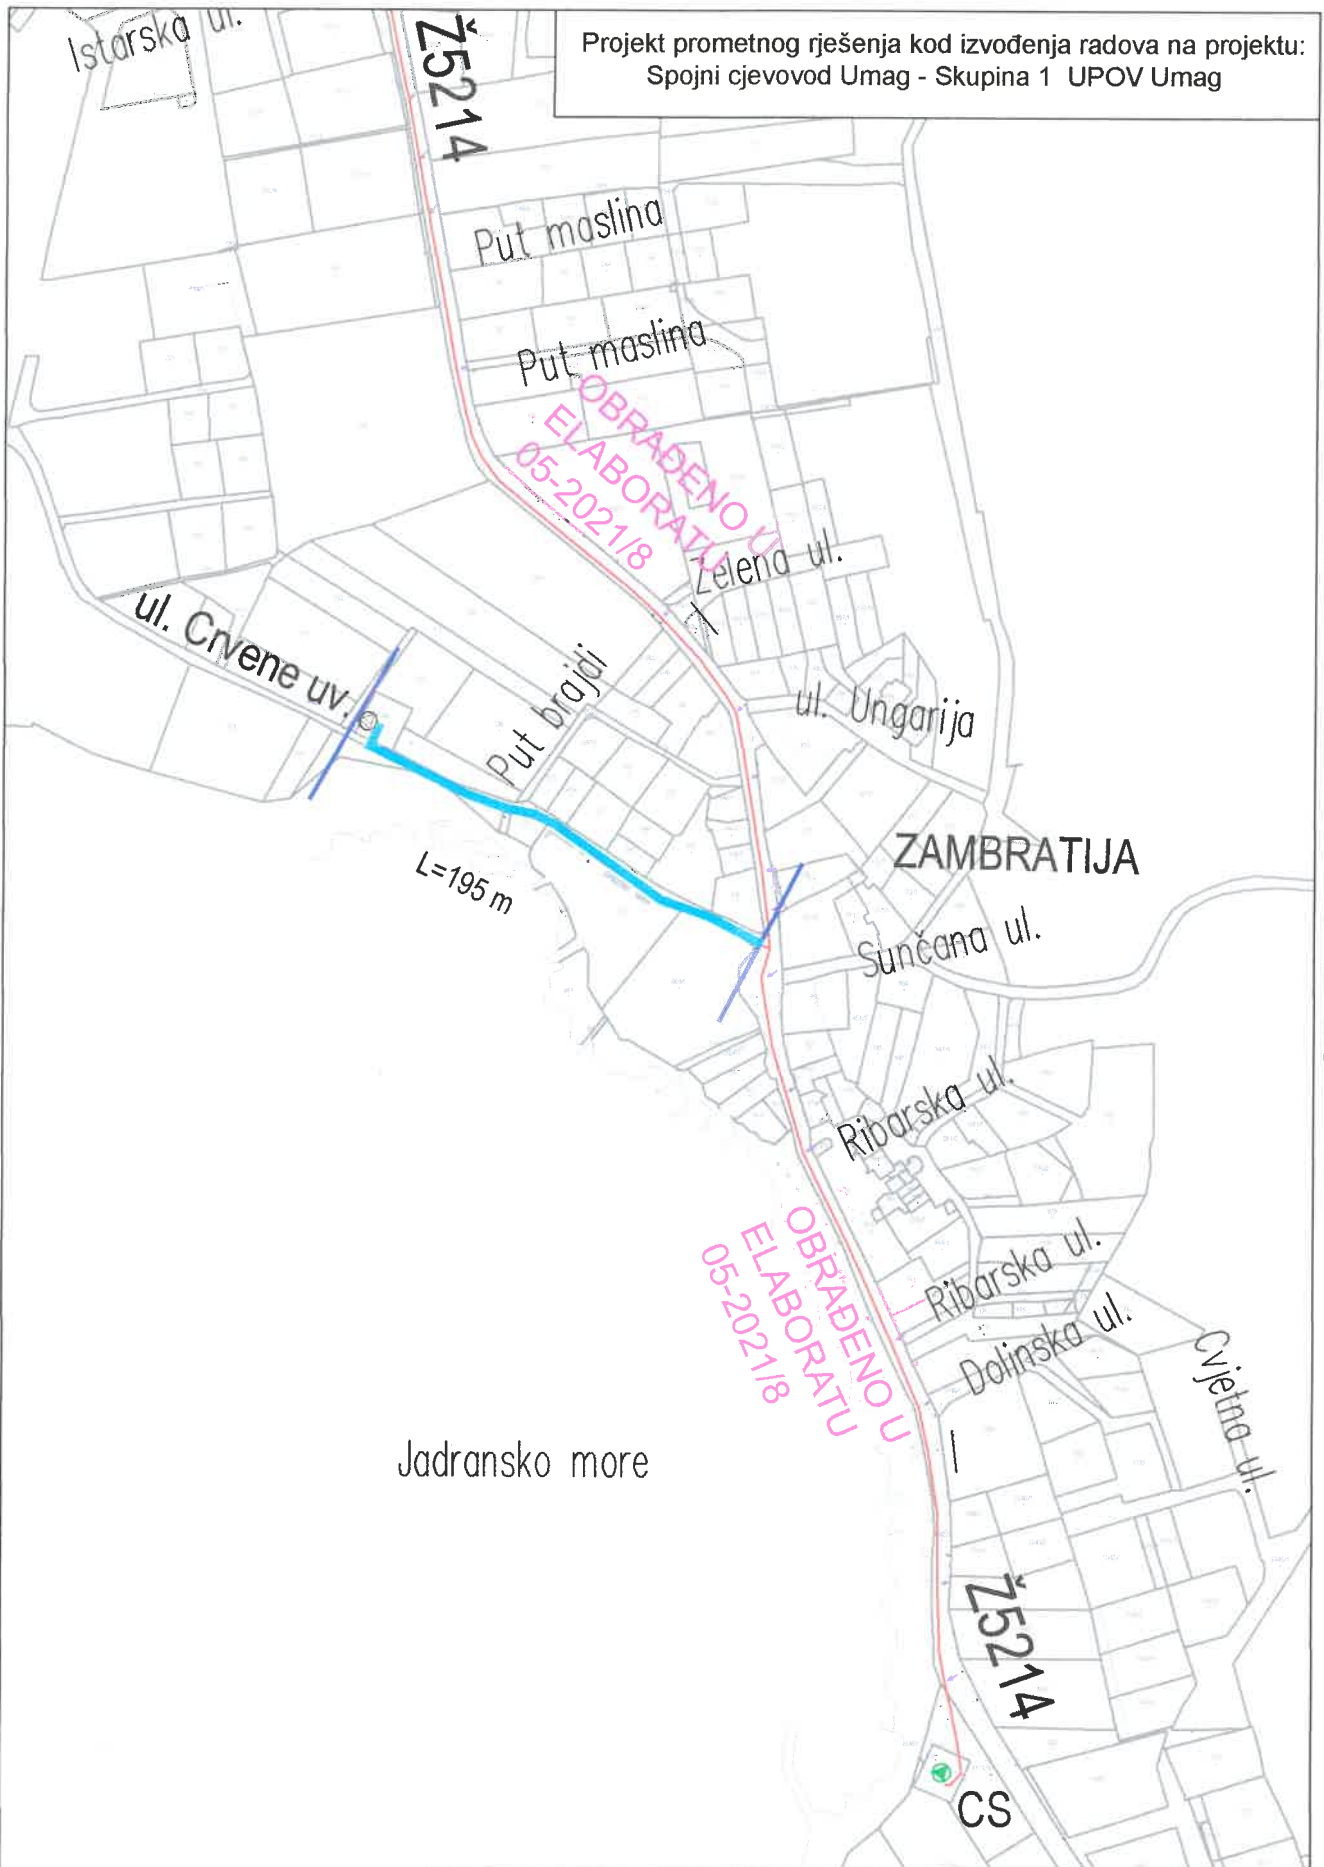 Istarska ul.
Ž5214
Projekt prometnog rješenja kod izvođenja radova na projektu:
Spojni cjevovod Umag - Skupina 1 UPOV Umag
Put maslina
Put maslina
OBRAĐENO U
ELABORATU
05-2021/8
Zelena ul.
ul. Crvene uv.
Put brajdi
ul. Ungarija
L=195 m
ZAMBRATIJA
Sunčana ul.
Ribarska ul.
OBRAĐENO U
ELABORATU
05-2021/8
Ribarska ul.
Dolinska ul.
Cvjetna ul.
Jadransko more
Ž5214
CS